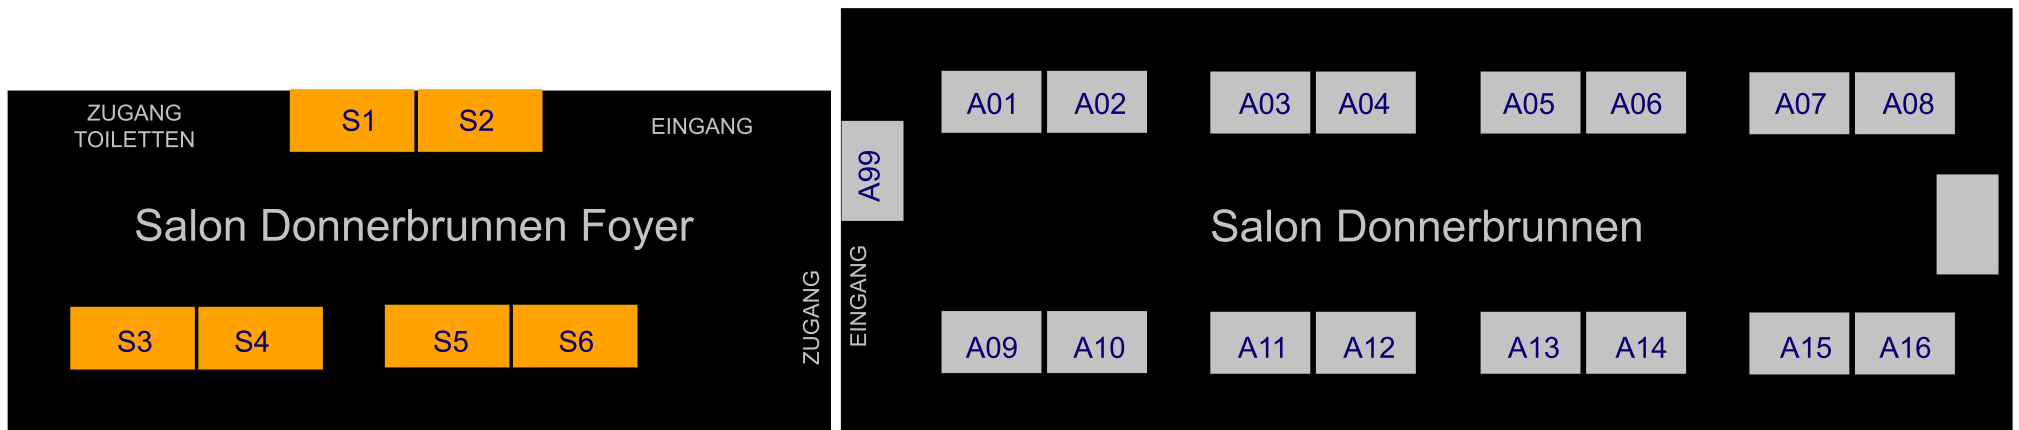 ZUGANG
TOILETTEN
S1
S2
EINGANG
Salon Donnerbrunnen Foyer
S3
S4
S5
S6
ZUGANG
A99
EINGANG
A01
A02
A03
A04
A05
A06
A07
A08
Salon Donnerbrunnen
A09
A10
A11
A12
A13
A14
A15
A16